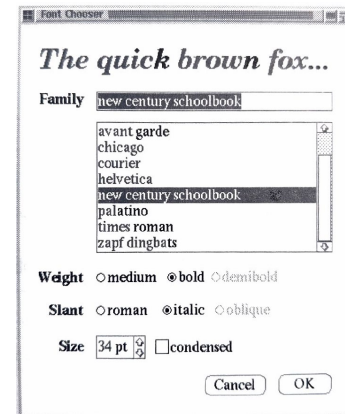 Font Chooser
The quick brown fox...
Family new century schoolbook
avant garde
chicago
courier
helvetica
new century schoolbook
palatino
times roman
zapf dingbats
Weight medium bold demibold
Slant roman italic oblique
Size 34 pt condensed
Cancel OK